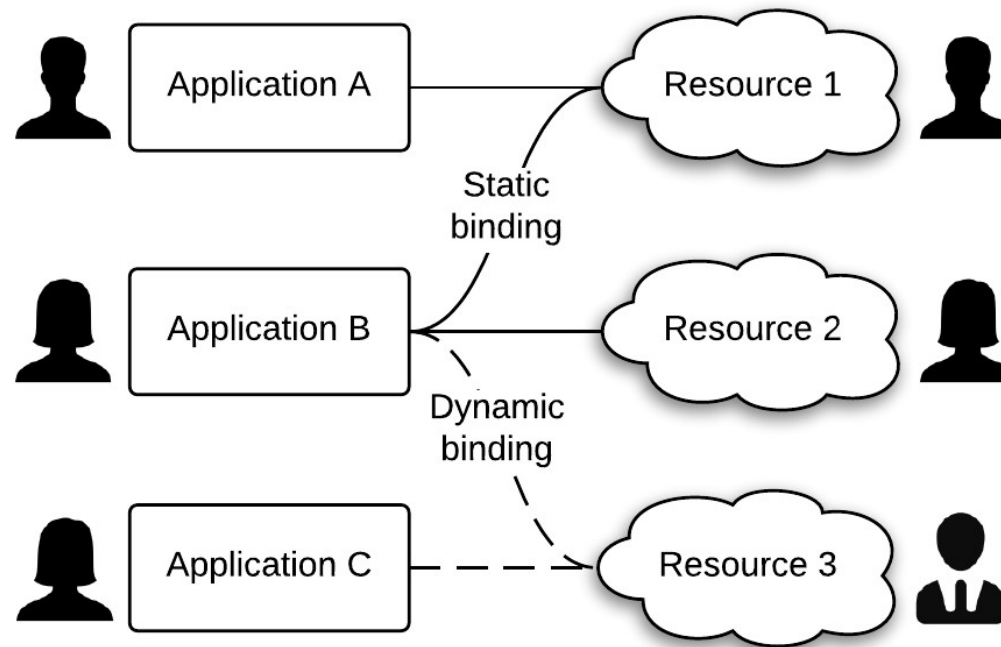 Application A
Resource 1
Static
binding
Application B
Resource 2
Dynamic
binding
Application C
Resource 3